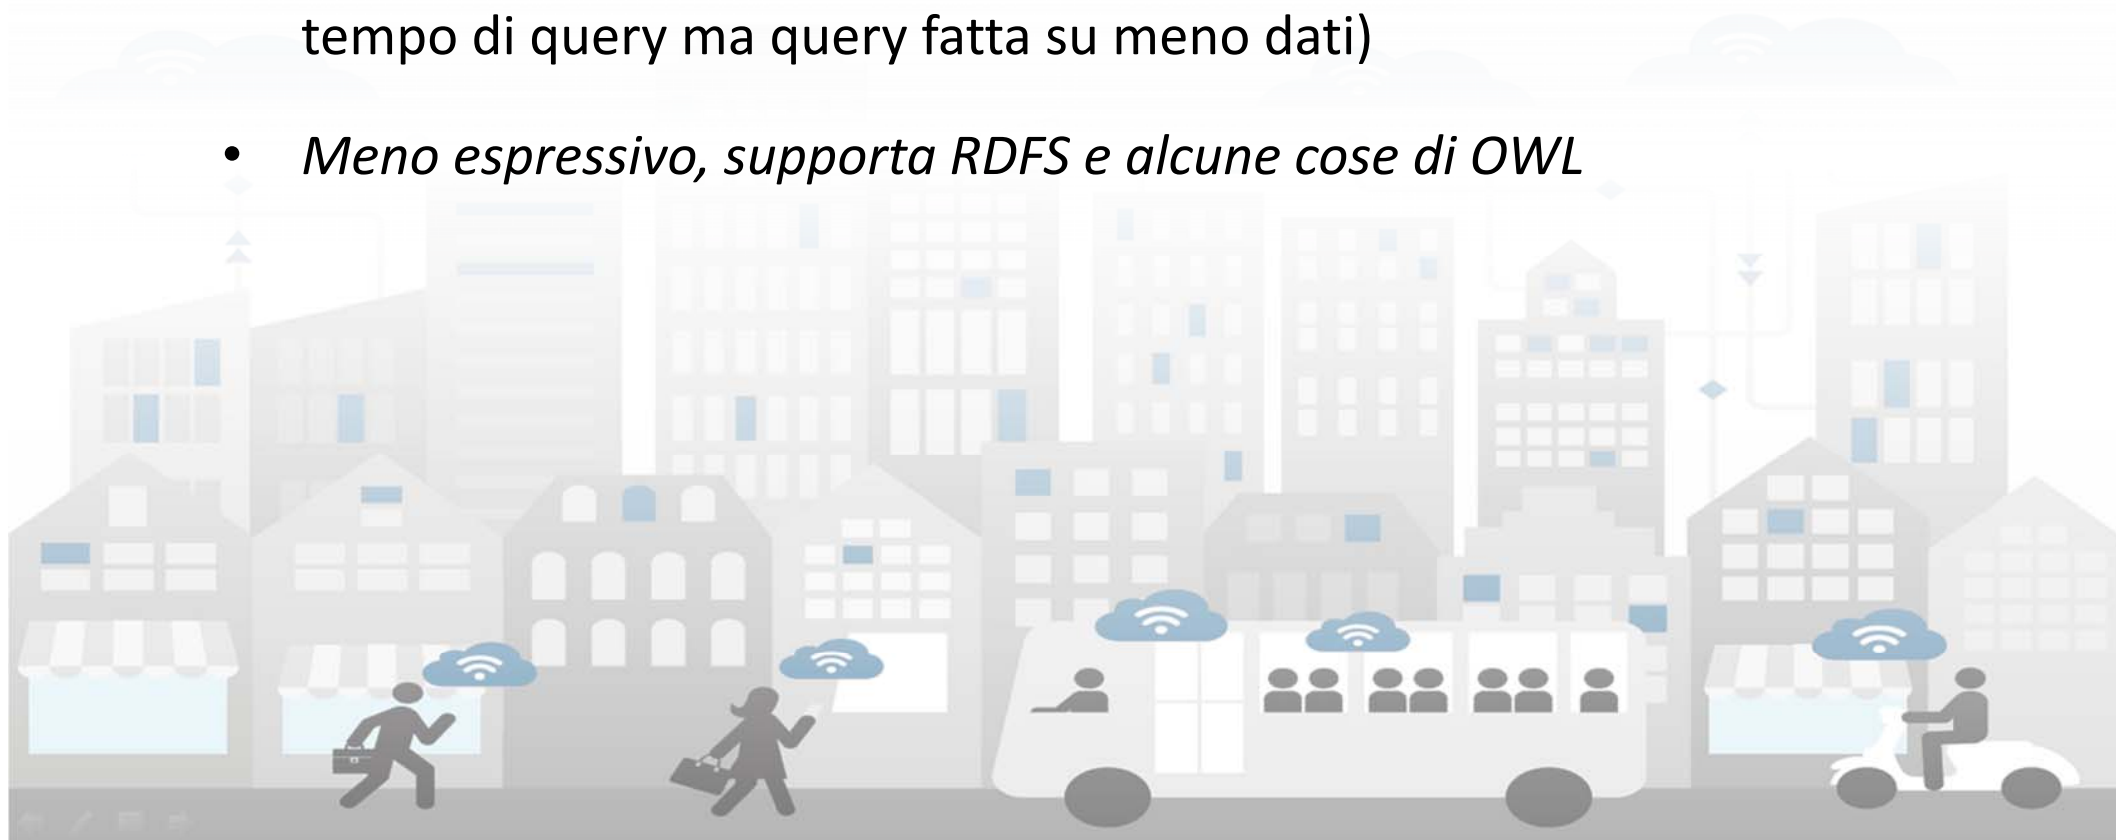 tempo di query ma query fatta su meno dati)
• Meno espressivo, supporta RDFS e alcune cose di OWL